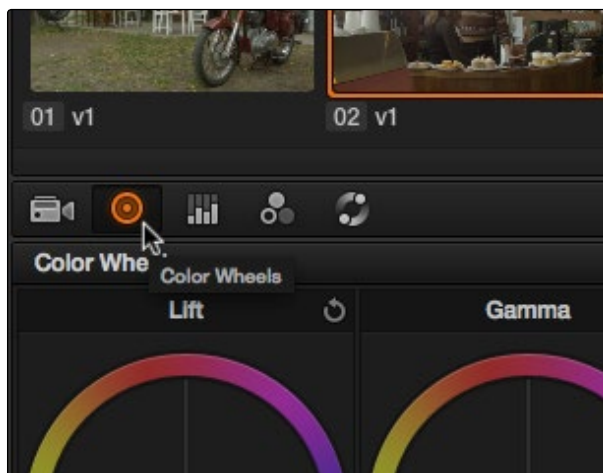 01 v1
02 v1
Color Whe
Color Wheels
Lift
Gamma